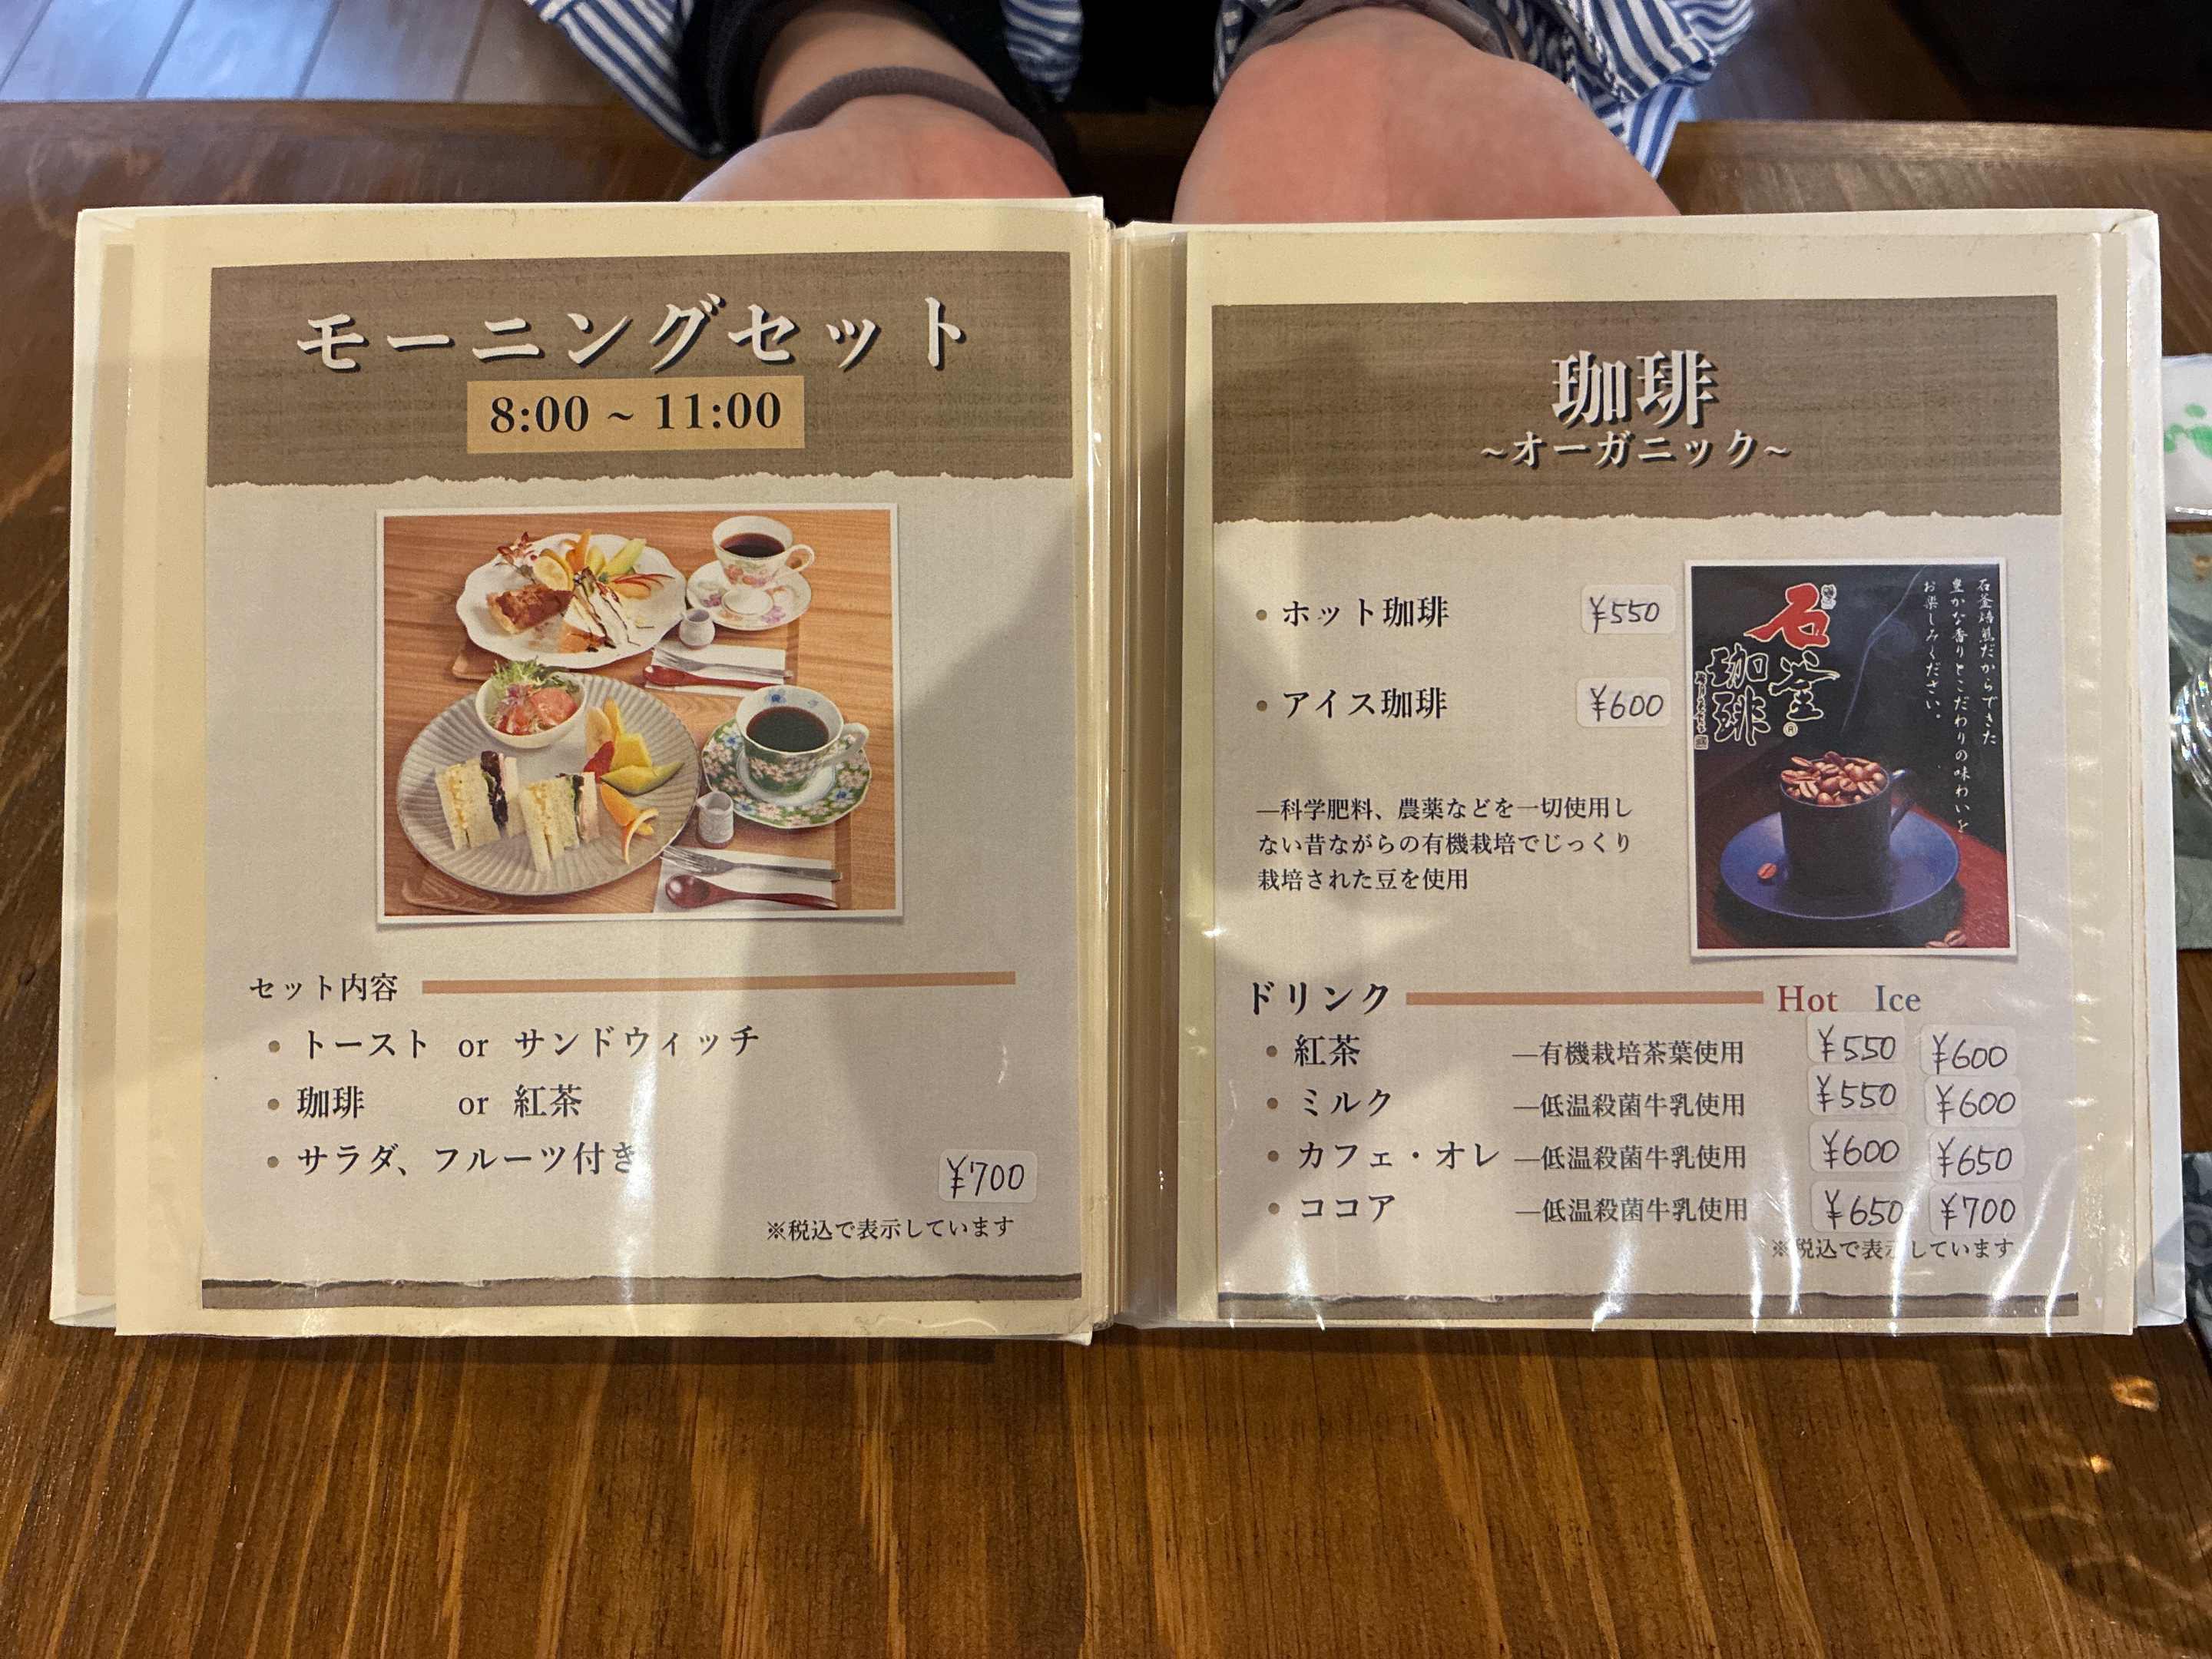 モーニングセット
8:00 ~ 11:00
セット内容
• トースト or サンドウィッチ
• 珈琲 or 紅茶
• サラダ、フルーツ付き
¥700
※税込で表示しています
珈琲
~オーガニック~
• ホット珈琲 ¥550
• アイス珈琲 ¥600
―科学肥料、農薬などを一切使用し
ない昔ながらの有機栽培でじっくり
栽培された豆を使用
石釜焙煎だからできた
豊かな香りとこだわりの味わいを
お楽しみください。
石釜
珈琲
ドリンク Hot Ice
• 紅茶 ―有機栽培茶葉使用 ¥550 ¥600
• ミルク ―低温殺菌牛乳使用 ¥550 ¥600
• カフェ・オレ ―低温殺菌牛乳使用 ¥600 ¥650
• ココア ―低温殺菌牛乳使用 ¥650 ¥700
※税込で表示しています